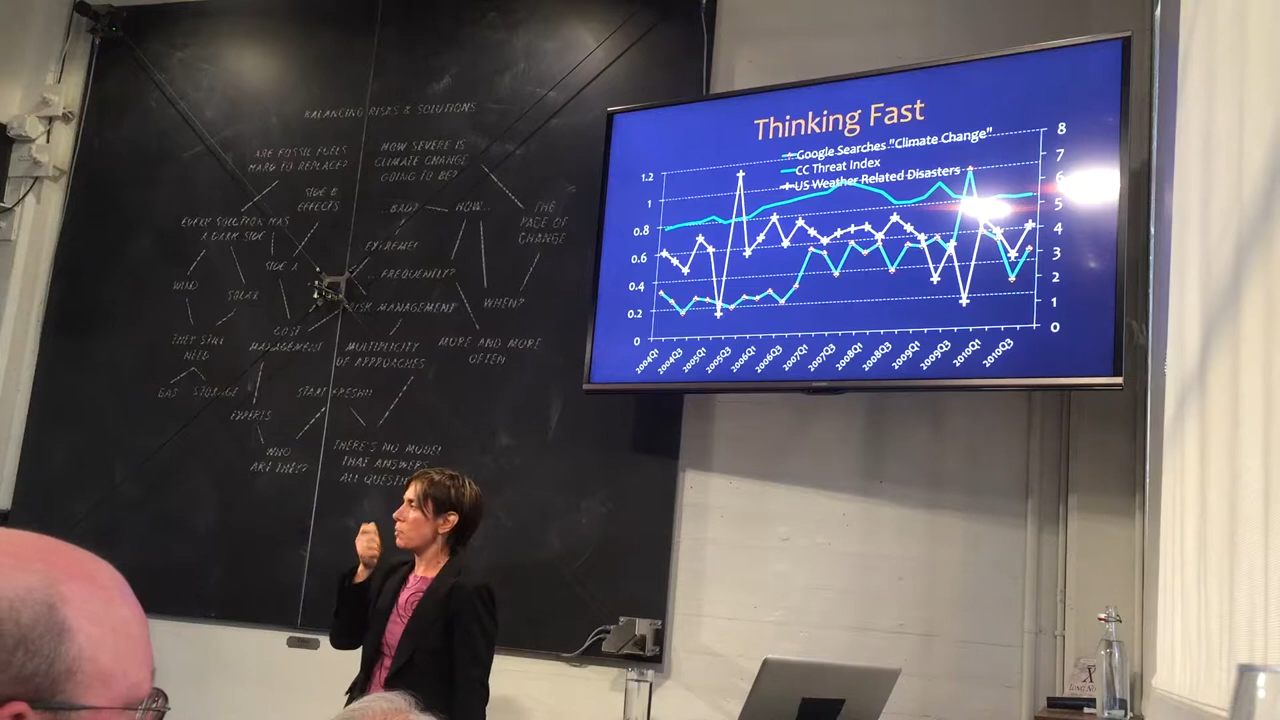 BALANCING RISKS & SOLUTIONS
ARE FOSSIL FUELS
HARD TO REPLACE?
HOW SEVERE IS
CLIMATE CHANGE
GOING TO BE?
SIDE B
EFFECTS
EVERY SOLUTION HAS
A DARK SIDE
...BAD?
HOW...
THE
PACE OF
CHANGE
EXTREME?
SIDE A
...FREQUENTLY?
WIND
SOLAR
RISK MANAGEMENT
WHEN?
COST
MANAGEMENT
THEY STILL
NEED
MULTIPLICITY
OF APPROACHES
MORE AND MORE
OFTEN
GAS STORAGE
START FRESH!!!
EXPERTS
WHO
ARE THEY?
THERE'S NO MODEL
THAT ANSWERS
ALL
Thinking Fast
Google Searches "Climate Change"
CC Threat Index
US Weather Related Disasters
1.2
1
0.8
0.6
0.4
0.2
0
8
7
6
5
4
3
2
1
0
2004Q1
2004Q3
2005Q1
2005Q3
2006Q1
2006Q3
2007Q1
2007Q3
2008Q1
2008Q3
2009Q1
2009Q3
2010Q1
2010Q3
X